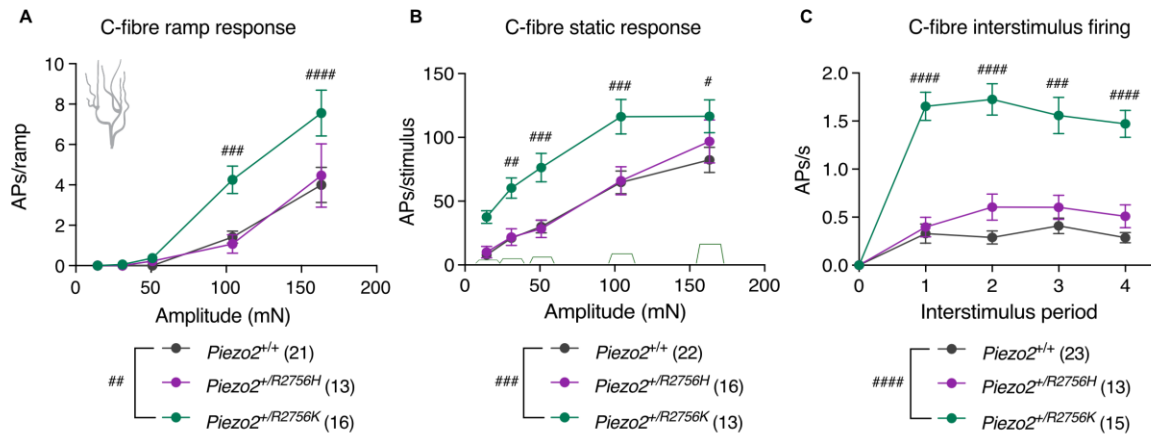 A
C-fibre ramp response
APs/ramp
10
8
6
4
2
0
###
####
0 50 100 150 200
Amplitude (mN)
##
Piezo2+/+ (21)
Piezo2+/R2756H (13)
Piezo2+/R2756K (16)
B
C-fibre static response
APs/stimulus
150
100
50
0
##
###
###
#
0 50 100 150 200
Amplitude (mN)
###
Piezo2+/+ (22)
Piezo2+/R2756H (16)
Piezo2+/R2756K (13)
C
C-fibre interstimulus firing
APs/s
2.0
1.5
1.0
0.5
0.0
####
####
###
####
0 1 2 3 4
Interstimulus period
####
Piezo2+/+ (23)
Piezo2+/R2756H (13)
Piezo2+/R2756K (15)